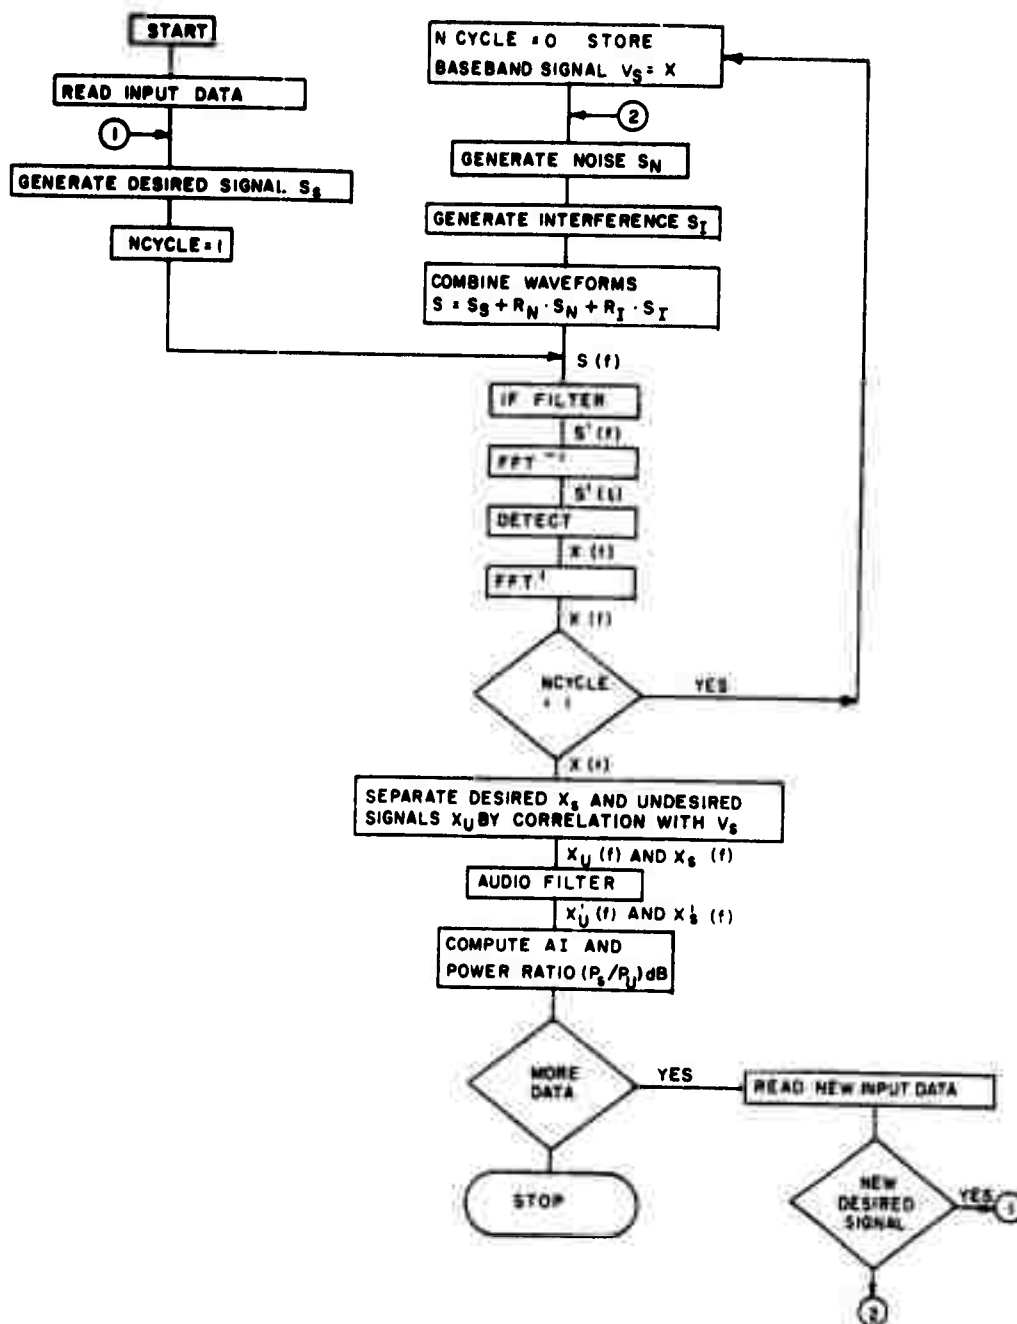 START
READ INPUT DATA
1
GENERATE DESIRED SIGNAL S_S
NCYCLE = 1
N CYCLE = 0 STORE
BASEBAND SIGNAL V_S = X
2
GENERATE NOISE S_N
GENERATE INTERFERENCE S_I
COMBINE WAVEFORMS
S = S_S + R_N · S_N + R_I · S_I
S (f)
IF FILTER
S' (f)
FFT
S' (t)
DETECT
X (t)
FFT
X (f)
NCYCLE
YES
X (f)
SEPARATE DESIRED X_S AND UNDESIRED
SIGNALS X_U BY CORRELATION WITH V_S
X_U (f) AND X_S (f)
AUDIO FILTER
X'_U (f) AND X'_S (f)
COMPUTE AI AND
POWER RATIO (P_S/P_U) dB
MORE
DATA
YES
READ NEW INPUT DATA
STOP
NEW
DESIRED
SIGNAL
YES
1
2